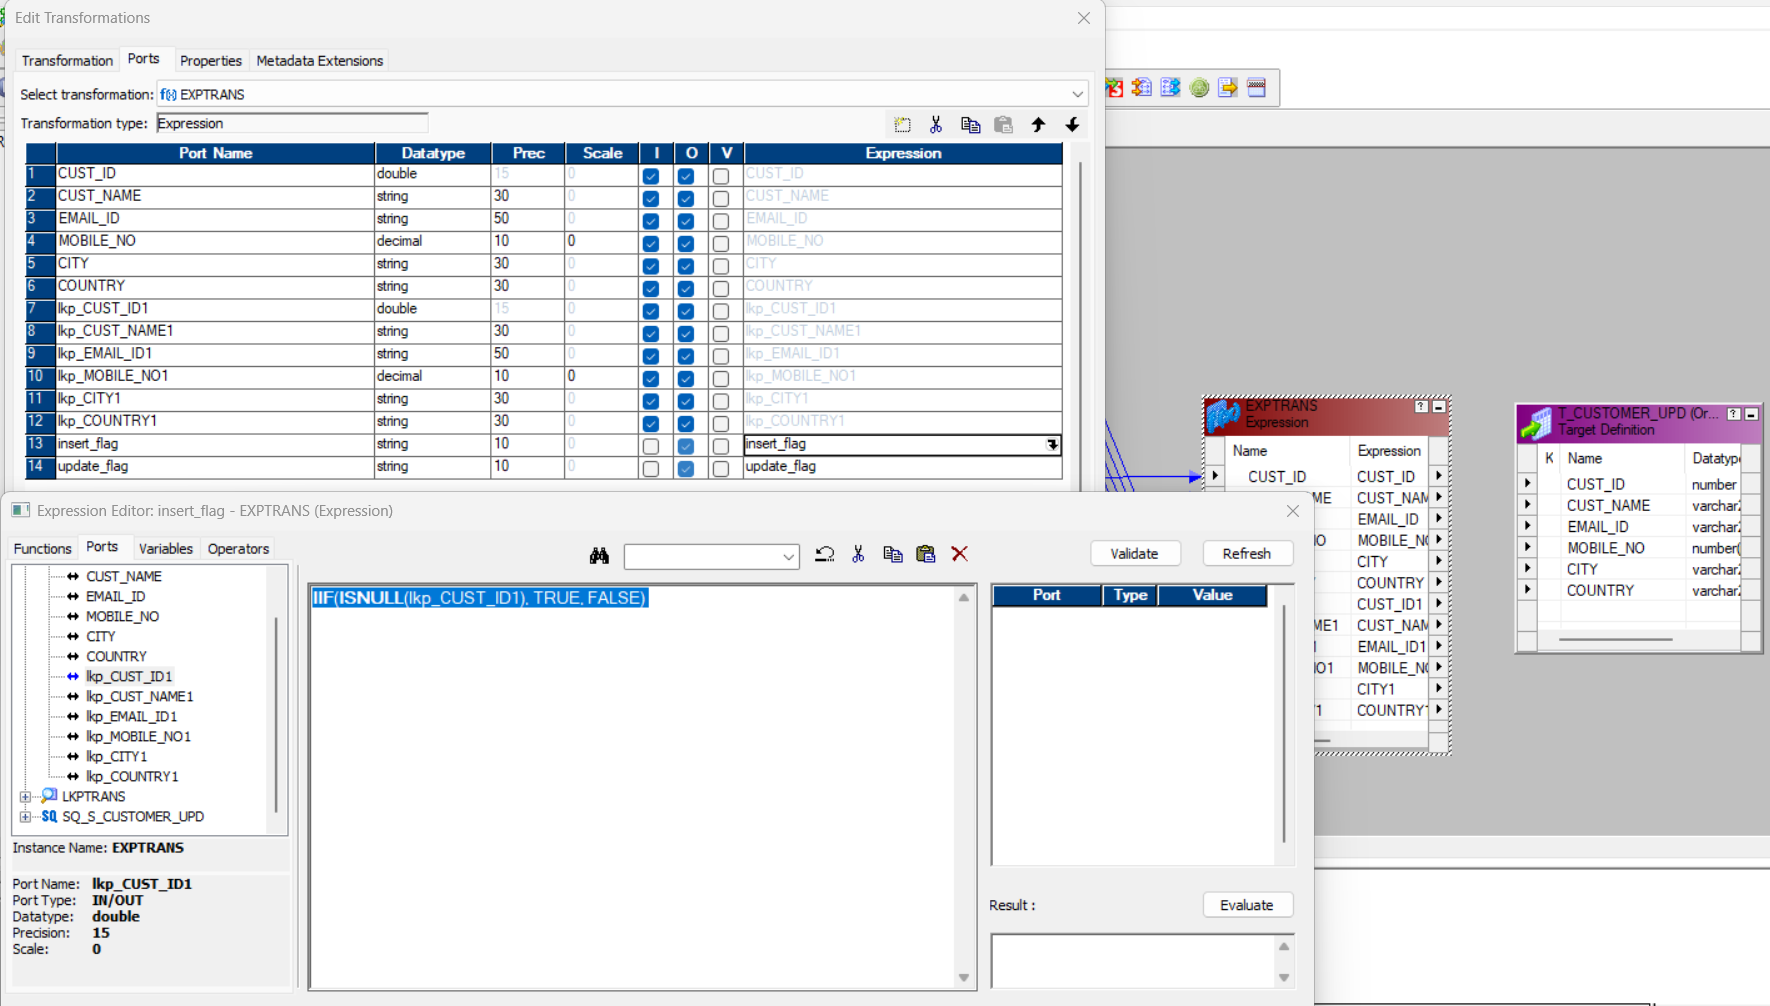 Edit Transformations
Transformation Ports Properties Metadata Extensions
Select transformation: f(x) EXPTRANS
Transformation type: Expression
Port Name Datatype Prec Scale I O V Expression
1 CUST_ID double 15 0 CUST_ID
2 CUST_NAME string 30 0 CUST_NAME
3 EMAIL_ID string 50 0 EMAIL_ID
4 MOBILE_NO decimal 10 0 MOBILE_NO
5 CITY string 30 0 CITY
6 COUNTRY string 30 0 COUNTRY
7 lkp_CUST_ID1 double 15 0 lkp_CUST_ID1
8 lkp_CUST_NAME1 string 30 0 lkp_CUST_NAME1
9 lkp_EMAIL_ID1 string 50 0 lkp_EMAIL_ID1
10 lkp_MOBILE_NO1 decimal 10 0 lkp_MOBILE_NO1
11 lkp_CITY1 string 30 0 lkp_CITY1
12 lkp_COUNTRY1 string 30 0 lkp_COUNTRY1
13 insert_flag string 10 0 insert_flag
14 update_flag string 10 0 update_flag
Expression Editor: insert_flag - EXPTRANS (Expression)
Functions Ports Variables Operators
Validate Refresh
CUST_NAME
EMAIL_ID
MOBILE_NO
CITY
COUNTRY
lkp_CUST_ID1
lkp_CUST_NAME1
lkp_EMAIL_ID1
lkp_MOBILE_NO1
lkp_CITY1
lkp_COUNTRY1
LKPTRANS
SQ SQ_S_CUSTOMER_UPD
Instance Name: EXPTRANS
Port Name: lkp_CUST_ID1
Port Type: IN/OUT
Datatype: double
Precision: 15
Scale: 0
IIF(ISNULL(lkp_CUST_ID1), TRUE, FALSE)
Port Type Value
Result :
Evaluate
EXPTRANS
Expression
Name Expression
CUST_ID CUST_ID
ME CUST_NAM
EMAIL_ID
MOBILE_N
CITY
COUNTRY
CUST_ID1
ME1 CUST_NAM
EMAIL_ID1
O1 MOBILE_N
CITY1
1 COUNTRY
T_CUSTOMER_UPD (Or...
Target Definition
K Name Datatyp
CUST_ID number
CUST_NAME varchar
EMAIL_ID varchar
MOBILE_NO number(
CITY varchar
COUNTRY varchar